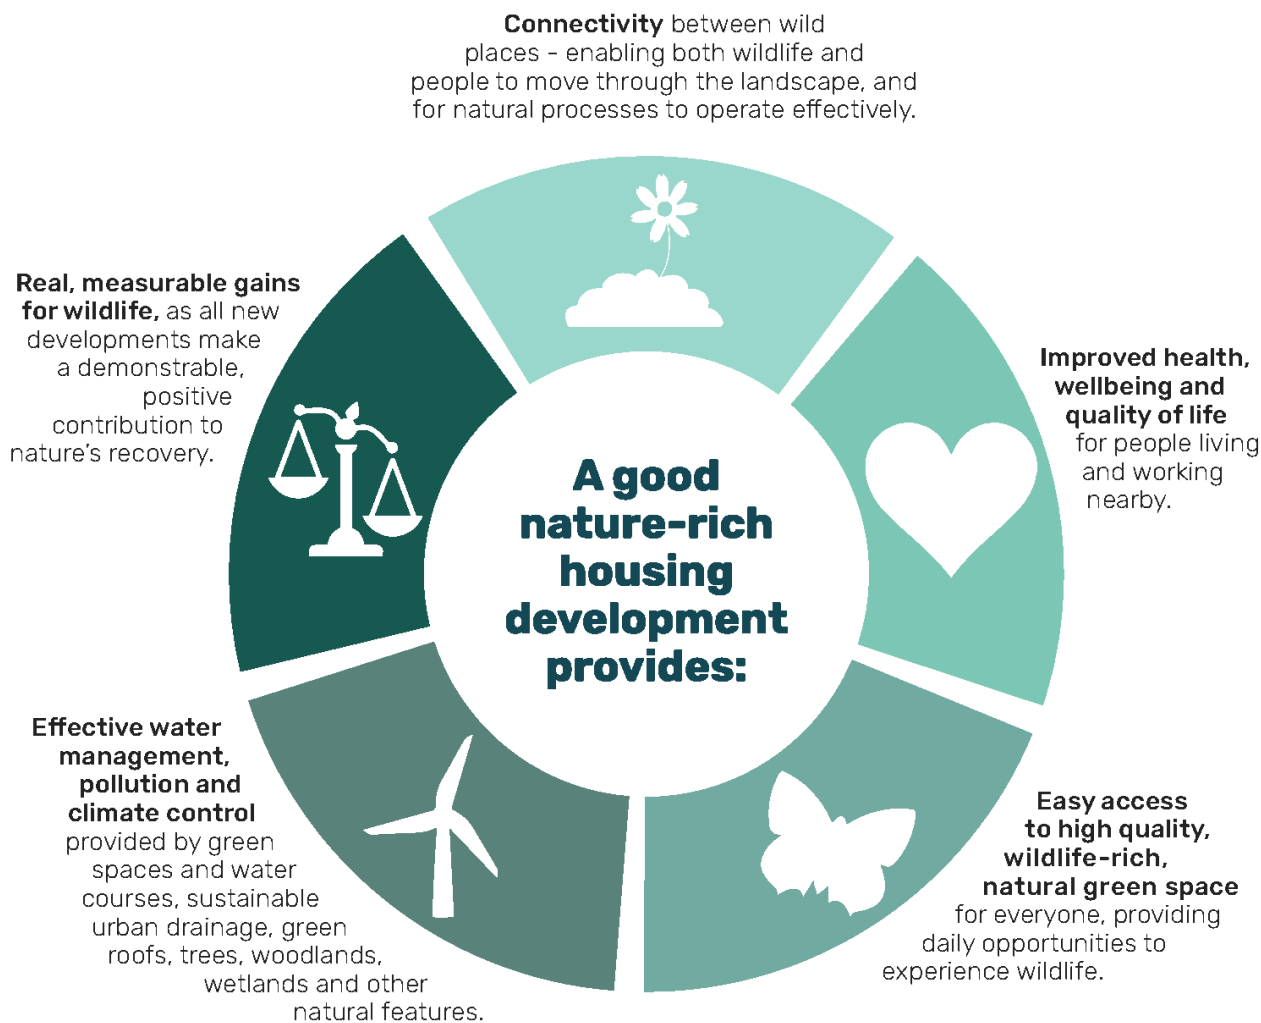 Connectivity between wild
places - enabling both wildlife and
people to move through the landscape, and
for natural processes to operate effectively.
Improved health,
wellbeing and
quality of life
for people living
and working
nearby.
Easy access
to high quality,
wildlife-rich,
natural green space
for everyone, providing
daily opportunities to
experience wildlife.
Effective water
management,
pollution and
climate control
provided by green
spaces and water
courses, sustainable
urban drainage, green
roofs, trees, woodlands,
wetlands and other
natural features.
Real, measurable gains
for wildlife, as all new
developments make
a demonstrable,
positive
contribution to
nature's recovery.
A good
nature-rich
housing
development
provides: